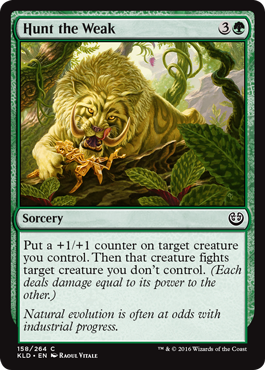 Hunt the Weak 3
Sorcery
Put a +1/+1 counter on target creature
you control. Then that creature fights
target creature you don't control. (Each
deals damage equal to its power to the
other.)
Natural evolution is often at odds with
industrial progress.
158/264 C
KLD • EN Raoul Vitale
™ & © 2016 Wizards of the Coast